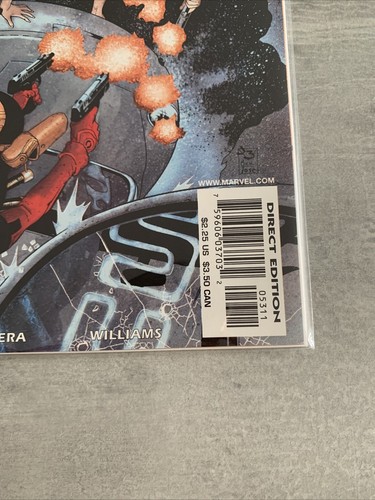 WWW.MARVEL.COM
DIRECT EDITION
05311
7 59606 03703 2
$2.25 US $3.50 CAN
ERA
WILLIAMS